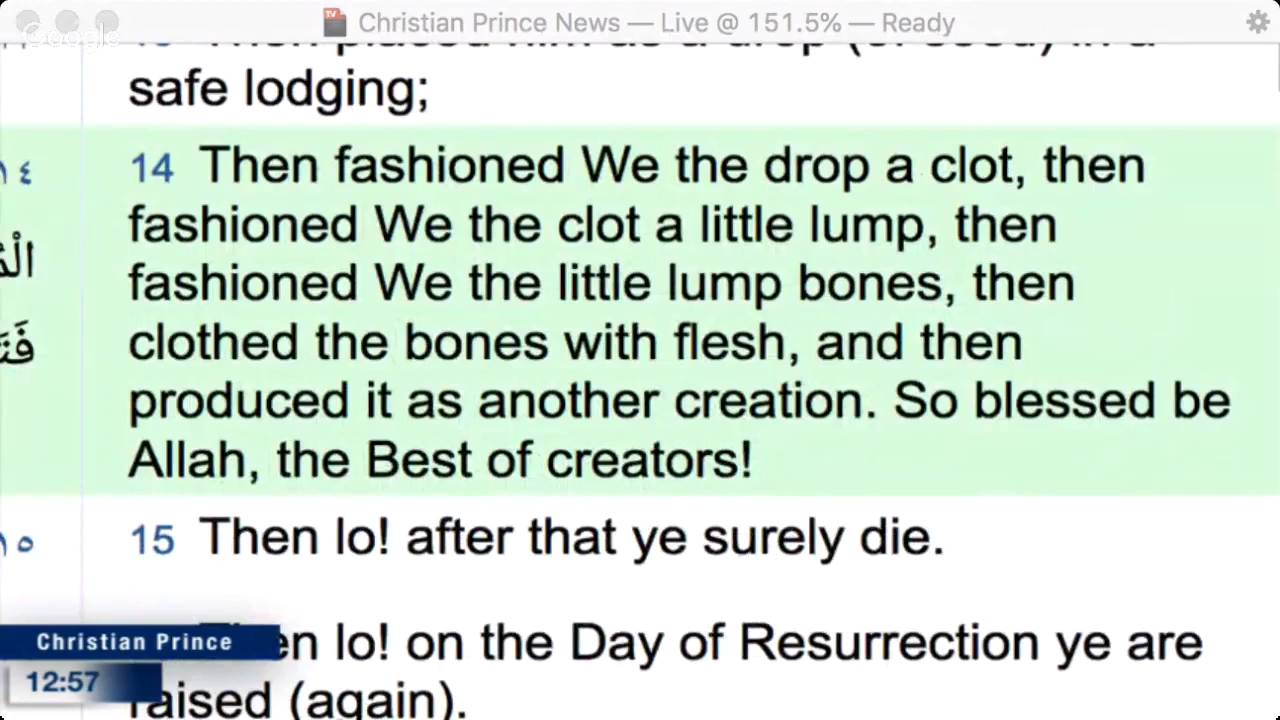 Christian Prince News — Live @ 151.5% — Ready
Google
safe lodging;
14 Then fashioned We the drop a clot, then
fashioned We the clot a little lump, then
fashioned We the little lump bones, then
clothed the bones with flesh, and then
produced it as another creation. So blessed be
Allah, the Best of creators!
15 Then lo! after that ye surely die.
Christian Prince
lo! on the Day of Resurrection ye are
12:57
raised (again).